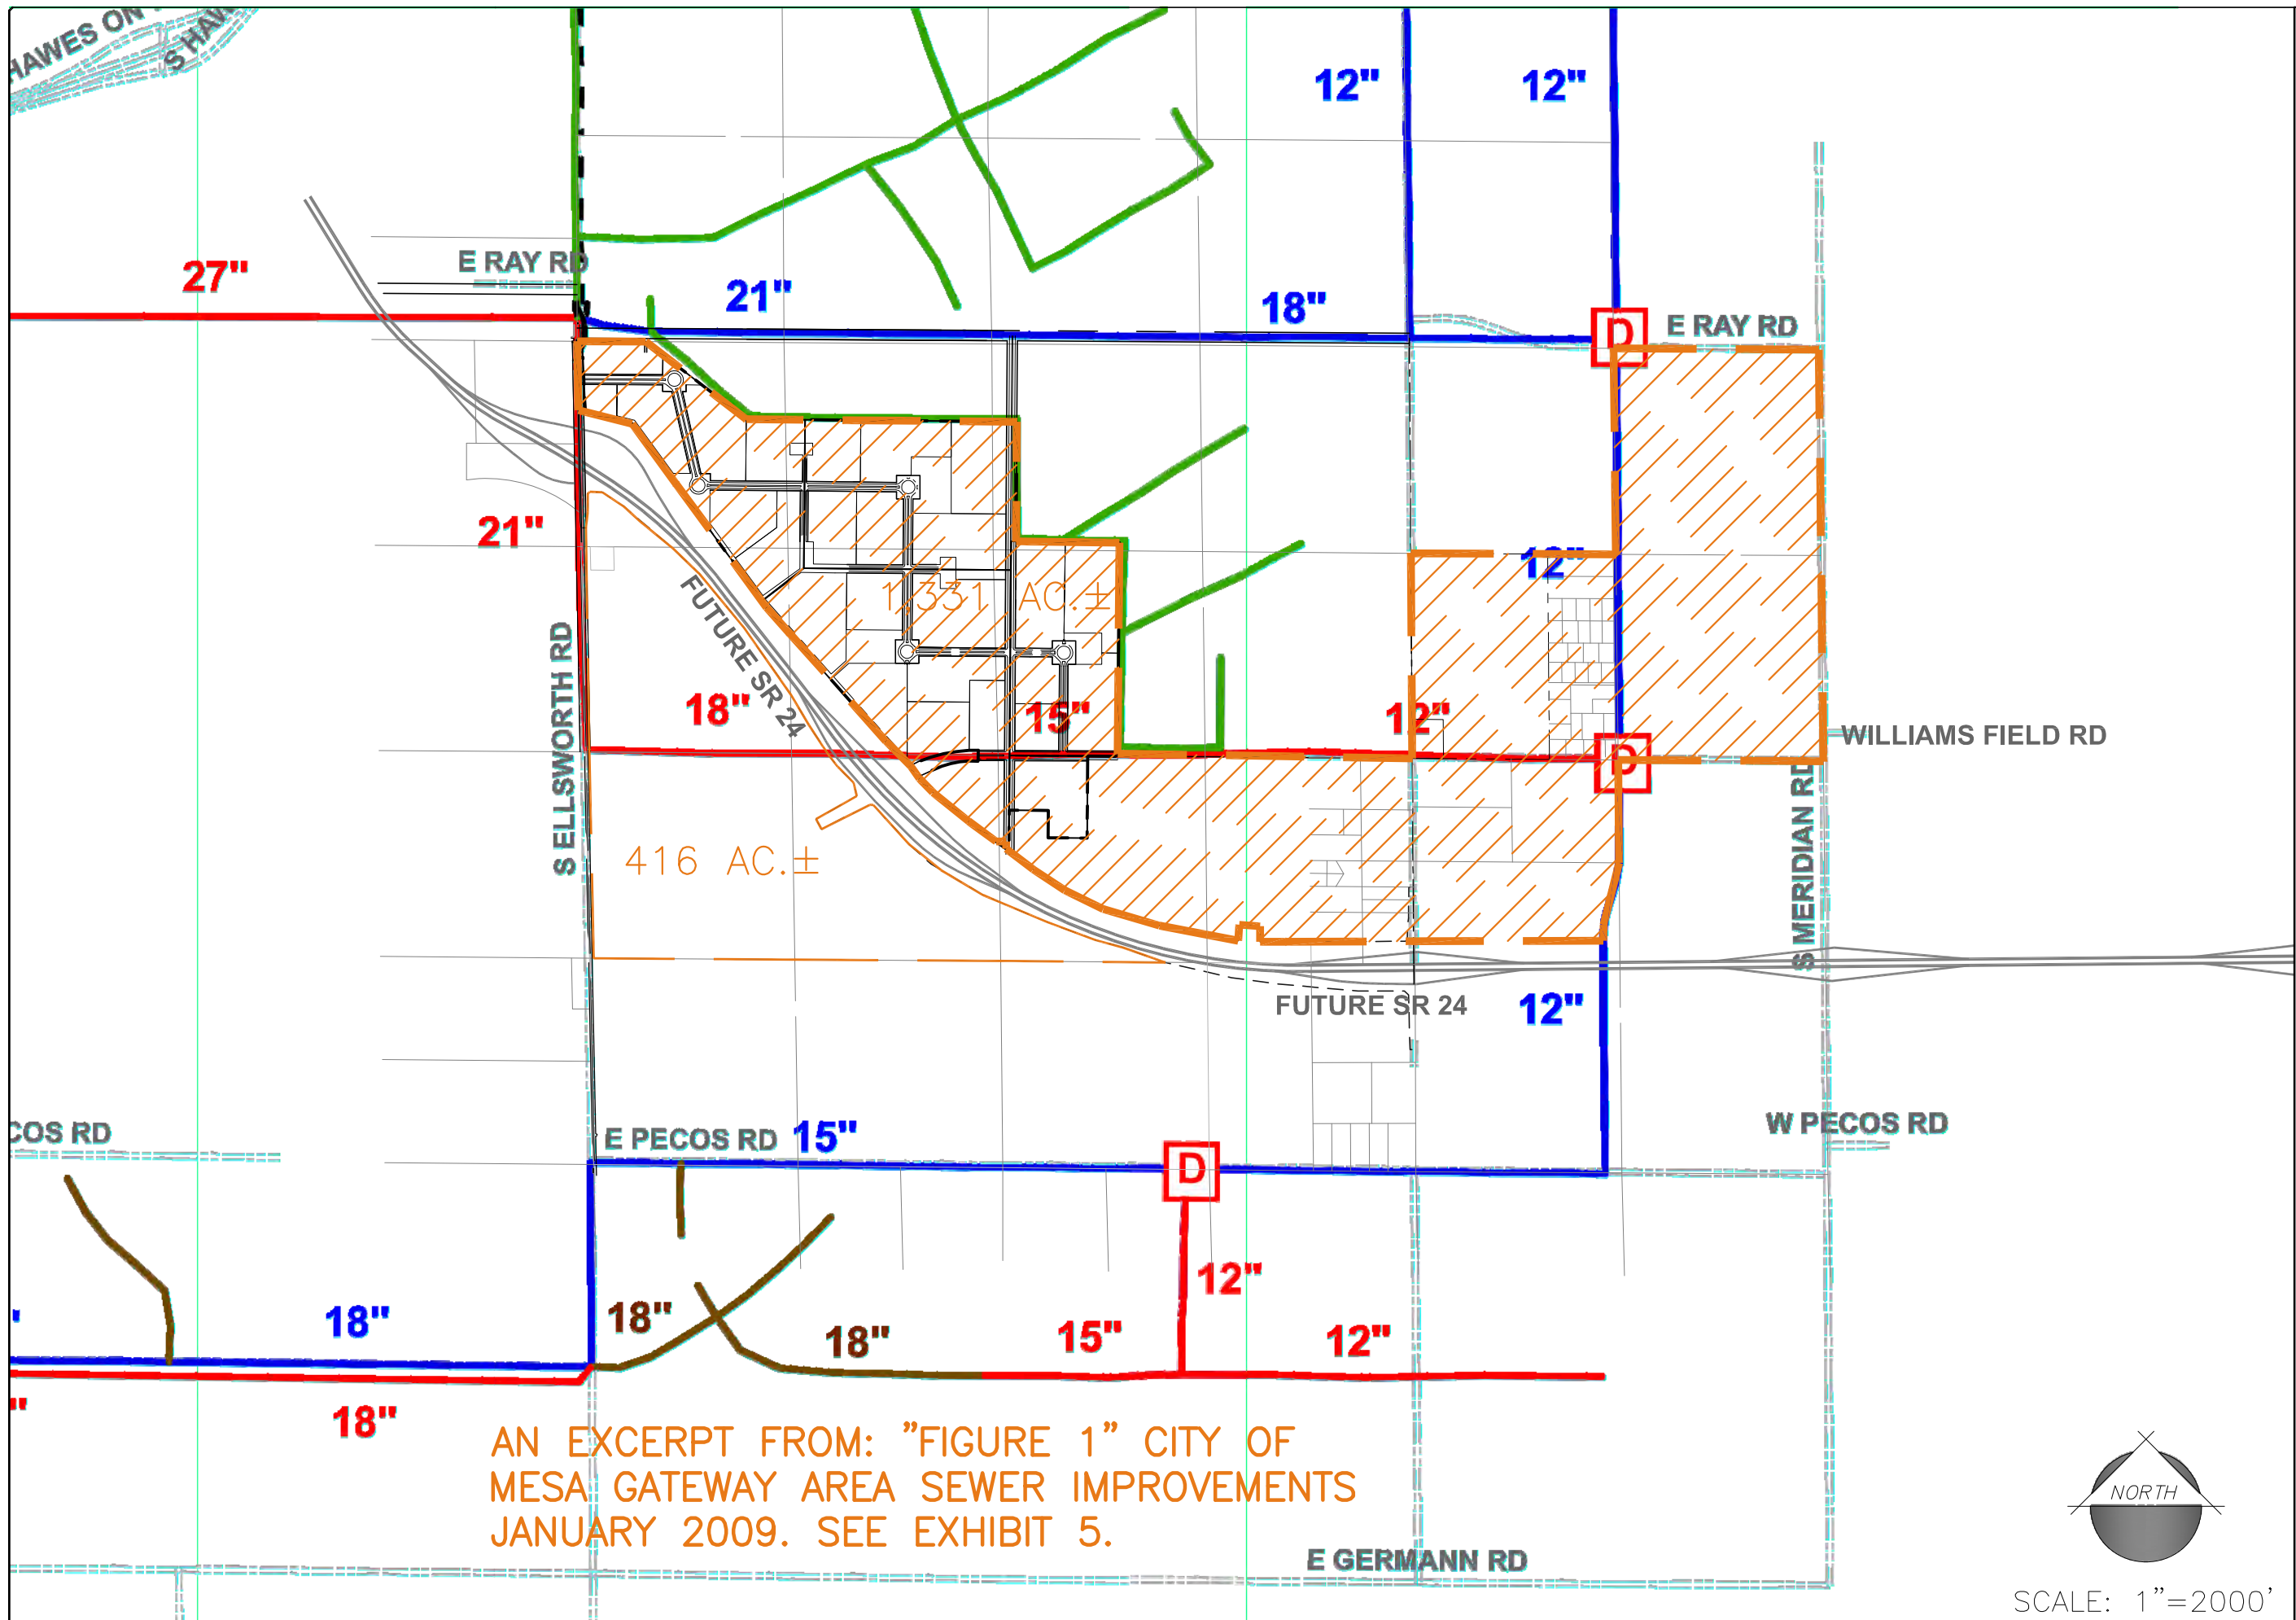 HAWES ON
S HAW
12"
12"
E RAY RD
27"
21"
18"
D
E RAY RD
21"
12"
1,331 AC.±
FUTURE SR 24
S ELLSWORTH RD
18"
15"
12"
WILLIAMS FIELD RD
D
S MERIDIAN RD
416 AC.±
FUTURE SR 24
12"
COS RD
E PECOS RD
15"
W PECOS RD
D
12"
"
18"
18"
18"
15"
12"
"
18"
AN EXCERPT FROM: "FIGURE 1" CITY OF
MESA GATEWAY AREA SEWER IMPROVEMENTS
JANUARY 2009. SEE EXHIBIT 5.
E GERMANN RD
NORTH
SCALE: 1"=2000'